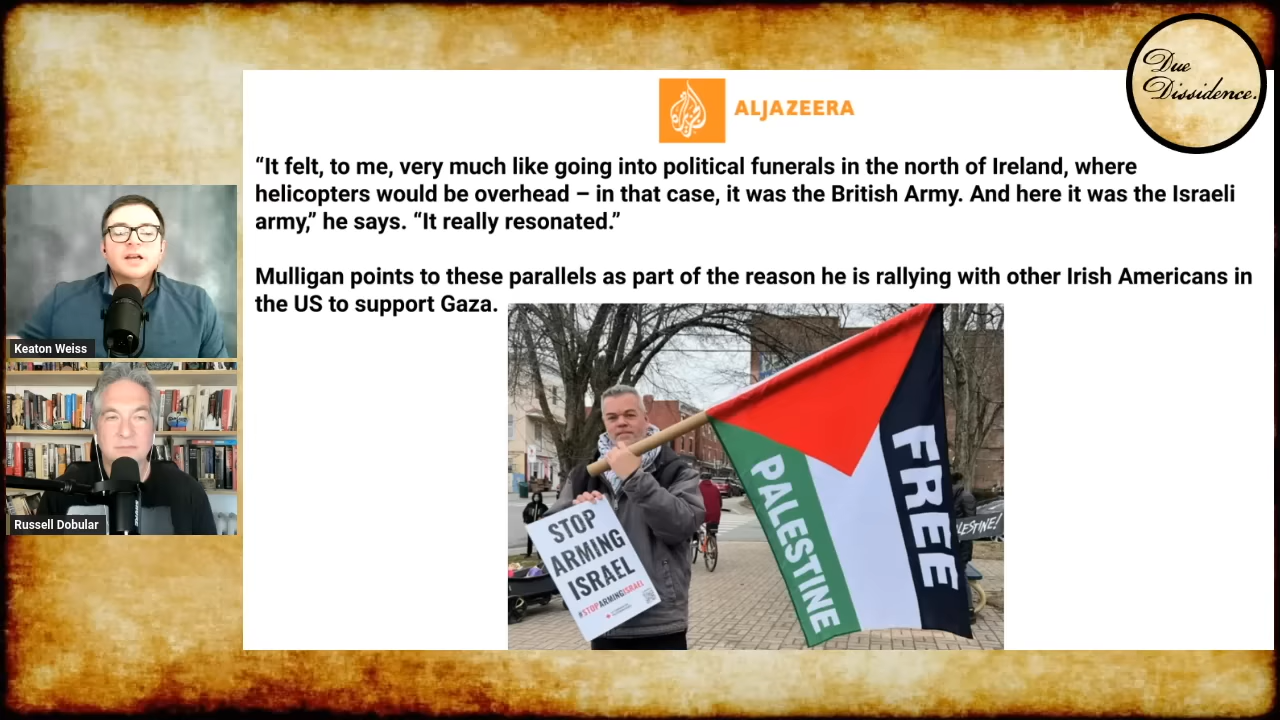 Due
Dissidence.
ALJAZEERA
“It felt, to me, very much like going into political funerals in the north of Ireland, where
helicopters would be overhead – in that case, it was the British Army. And here it was the Israeli
army,” he says. “It really resonated.”
Mulligan points to these parallels as part of the reason he is rallying with other Irish Americans in
the US to support Gaza.
Keaton Weiss
Russell Dobular
STOP
ARMING
ISRAEL
#STOPARMINGISRAEL
FREE
PALESTINE
LESTINE!